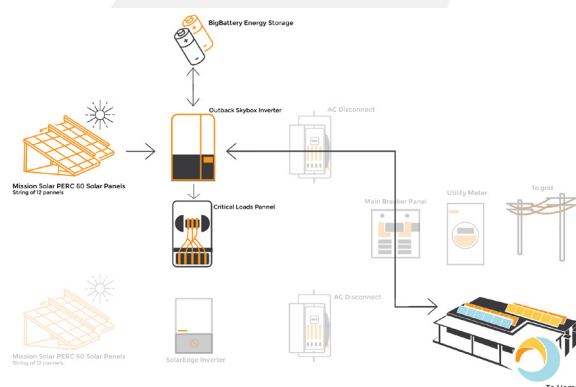 BigBattery Energy Storage
Outback Skybox Inverter
AC Disconnect
Mission Solar PERC 60 Solar Panels
String of 12 pannels
Critical Loads Pannel
Main Breaker Panel
Utility Meter
To grid
AC Disconnect
SolarEdge Inverter
Mission Solar PERC 60 Solar Panels
String of 12 pannels
To Home